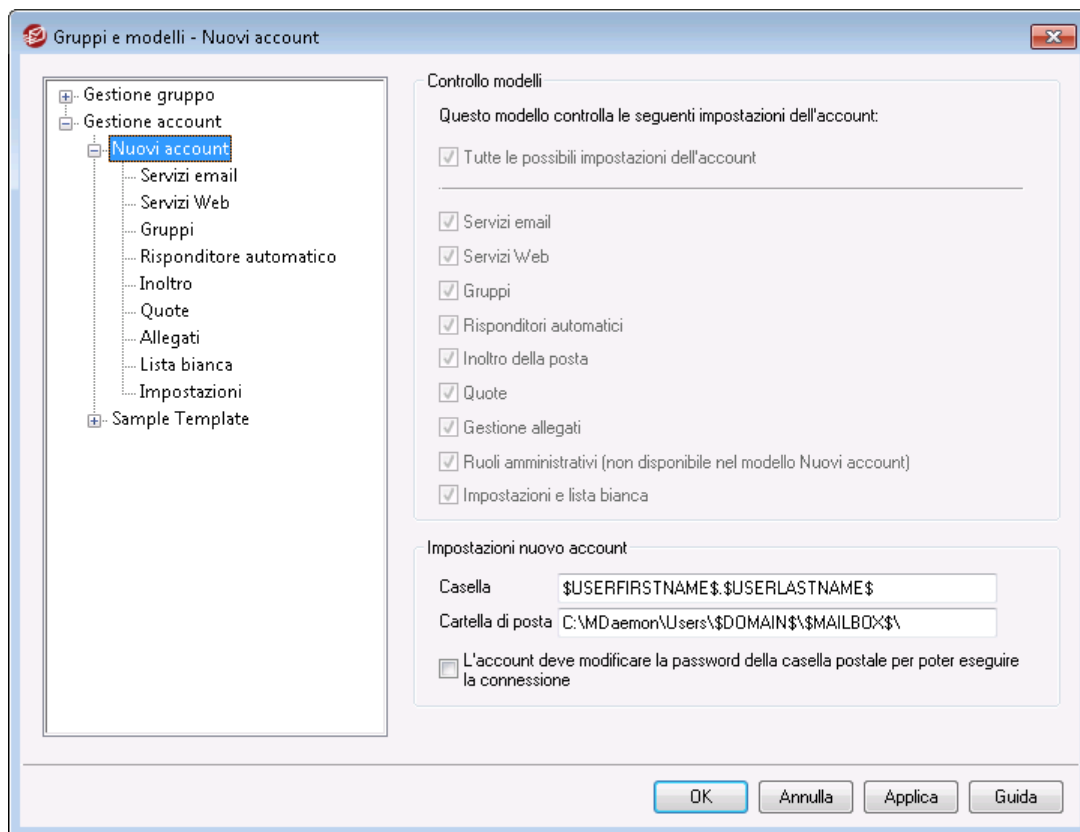 Gruppi e modelli - Nuovi account
Gestione gruppo
Gestione account
Nuovi account
Servizi email
Servizi Web
Gruppi
Risponditore automatico
Inoltro
Quote
Allegati
Lista bianca
Impostazioni
Sample Template
Controllo modelli
Questo modello controlla le seguenti impostazioni dell'account:
Tutte le possibili impostazioni dell'account
Servizi email
Servizi Web
Gruppi
Risponditori automatici
Inoltro della posta
Quote
Gestione allegati
Ruoli amministrativi (non disponibile nel modello Nuovi account)
Impostazioni e lista bianca
Impostazioni nuovo account
Casella $USERFIRSTNAME$.$USERLASTNAME$
Cartella di posta C:\MDaemon\Users\$DOMAIN$\$MAILBOX$\
L'account deve modificare la password della casella postale per poter eseguire
la connessione
OK Annulla Applica Guida